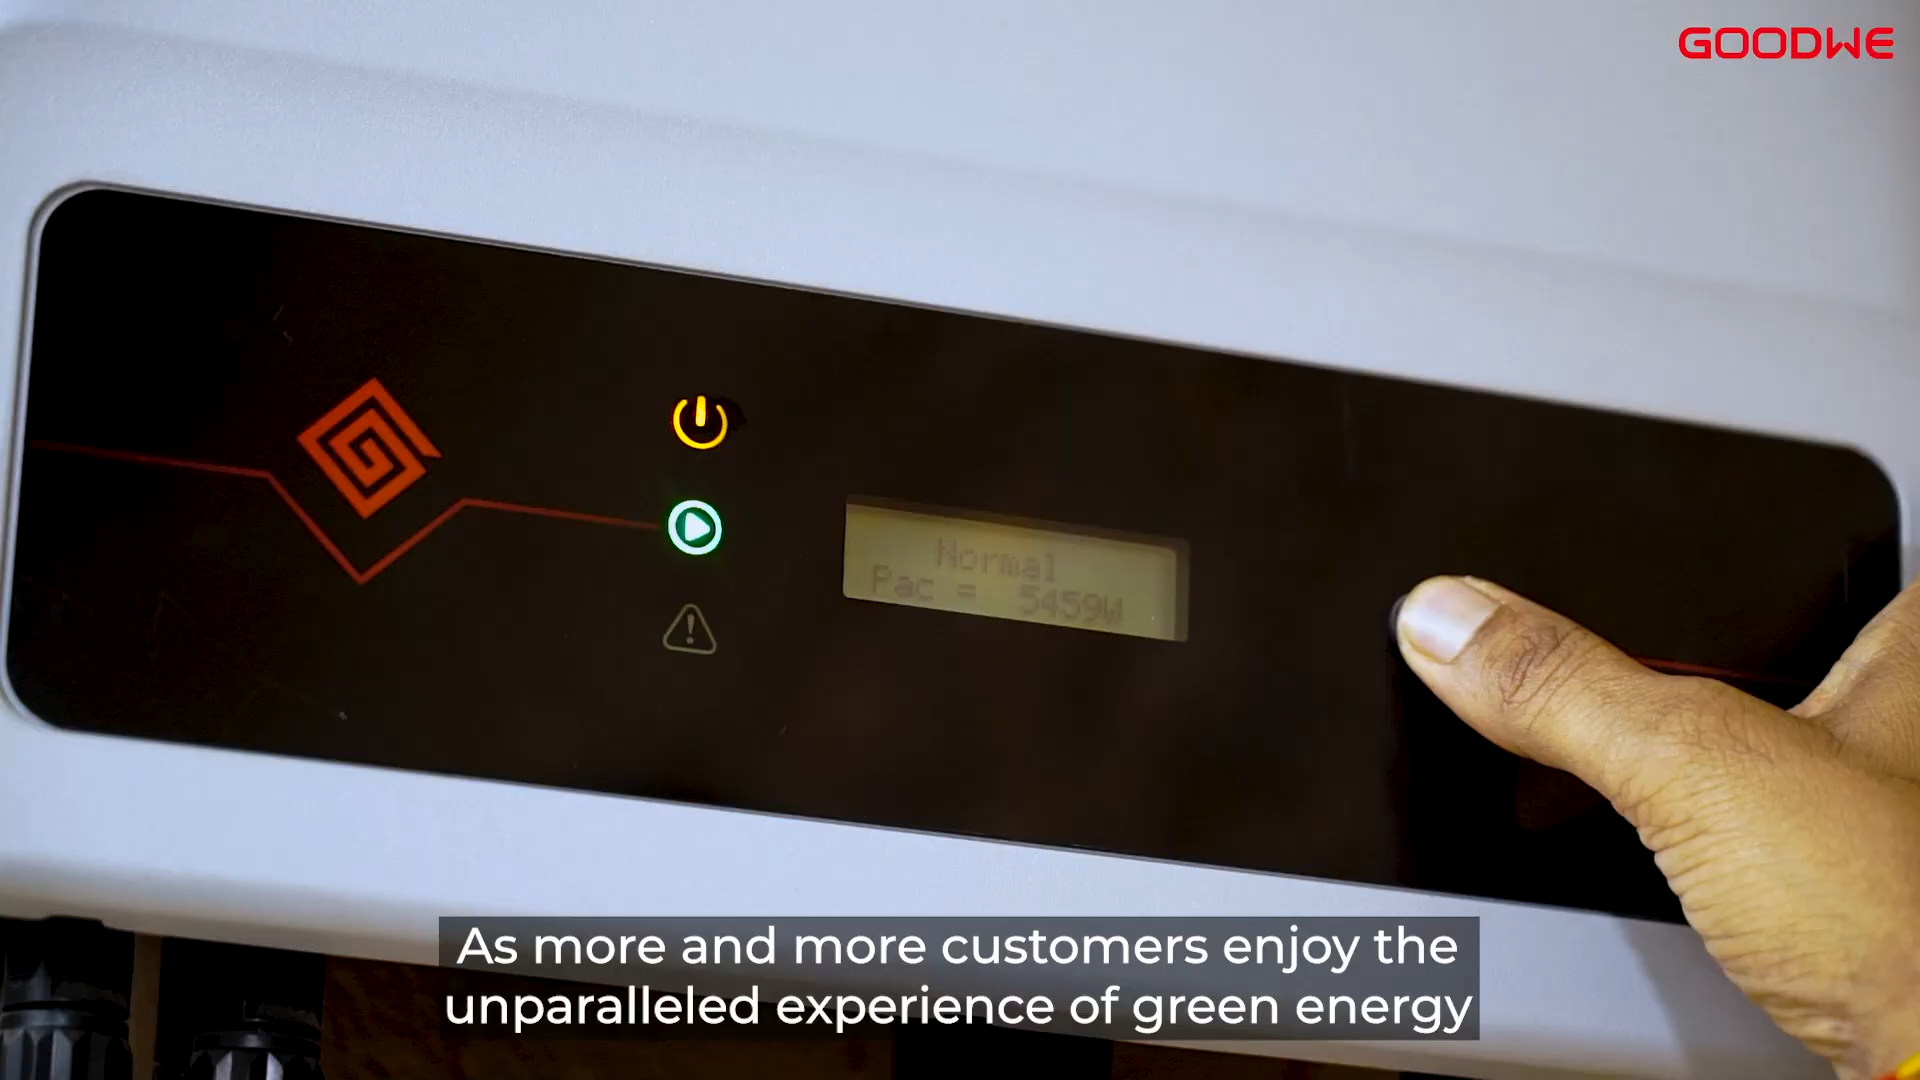 GOODWE
Normal
Pac = 5459W
As more and more customers enjoy the
unparalleled experience of green energy